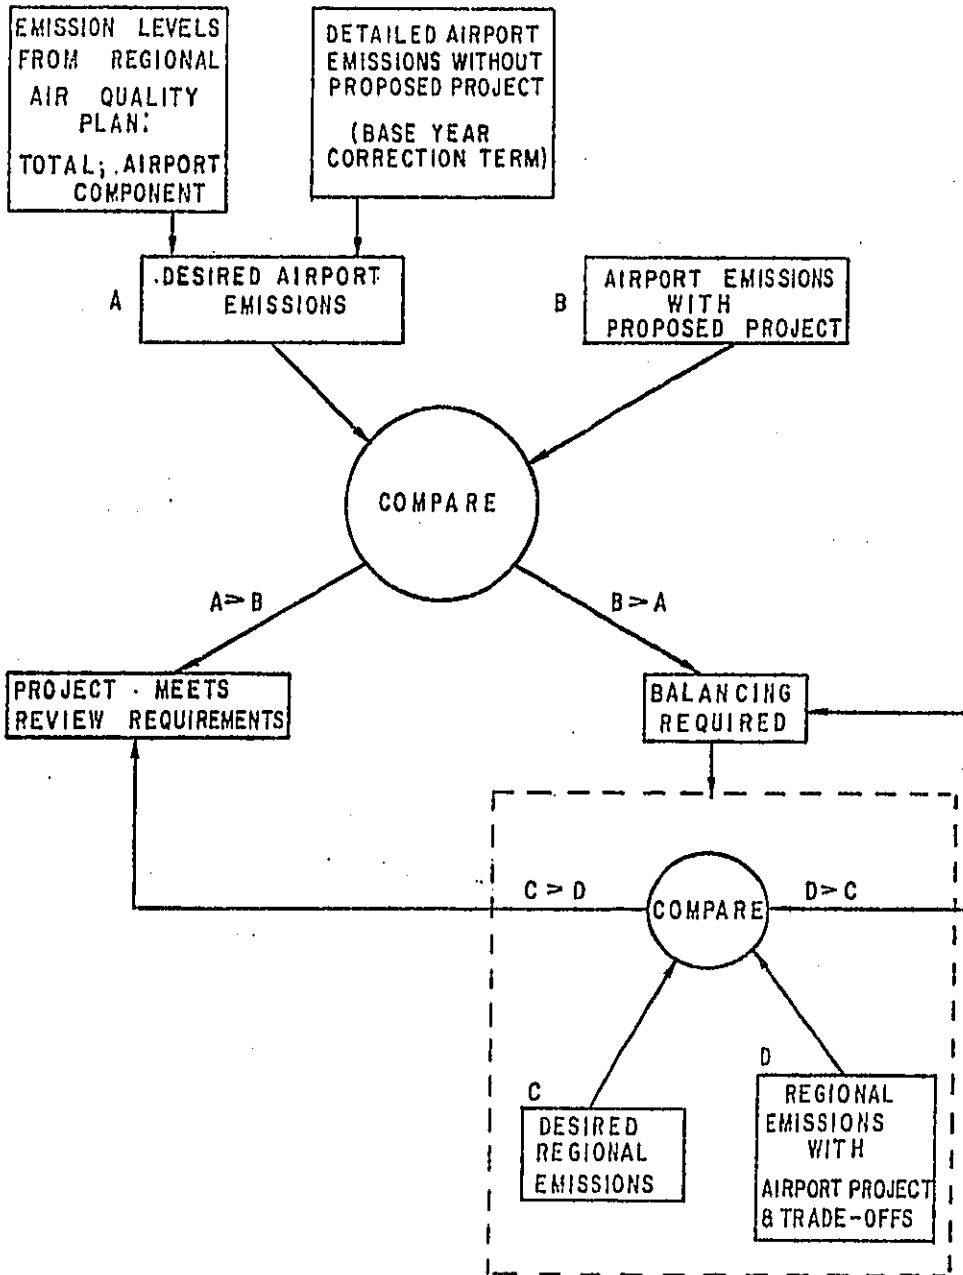 EMISSION LEVELS
FROM REGIONAL
AIR QUALITY
PLAN:
TOTAL; AIRPORT
COMPONENT
DETAILED AIRPORT
EMISSIONS WITHOUT
PROPOSED PROJECT
(BASE YEAR
CORRECTION TERM)
A
DESIRED AIRPORT
EMISSIONS
B
AIRPORT EMISSIONS
WITH
PROPOSED PROJECT
COMPARE
A > B
B > A
PROJECT MEETS
REVIEW REQUIREMENTS
BALANCING
REQUIRED
C > D
COMPARE
D > C
C
DESIRED
REGIONAL
EMISSIONS
D
REGIONAL
EMISSIONS
WITH
AIRPORT PROJECT
& TRADE-OFFS